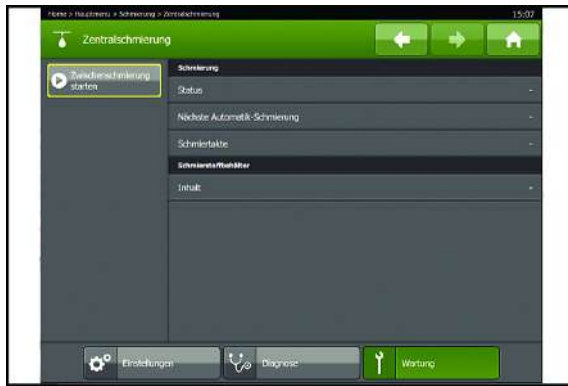 Home > Hauptmenü > Schmierung > Zentralschmierung
15:07
Zentralschmierung
Zwischenschmierung
starten
Schmierung
Status -
Nächste Automatik-Schmierung -
Schmiertakte -
Schmierstoffbehälter
Inhalt -
Einstellungen
Diagnose
Wartung